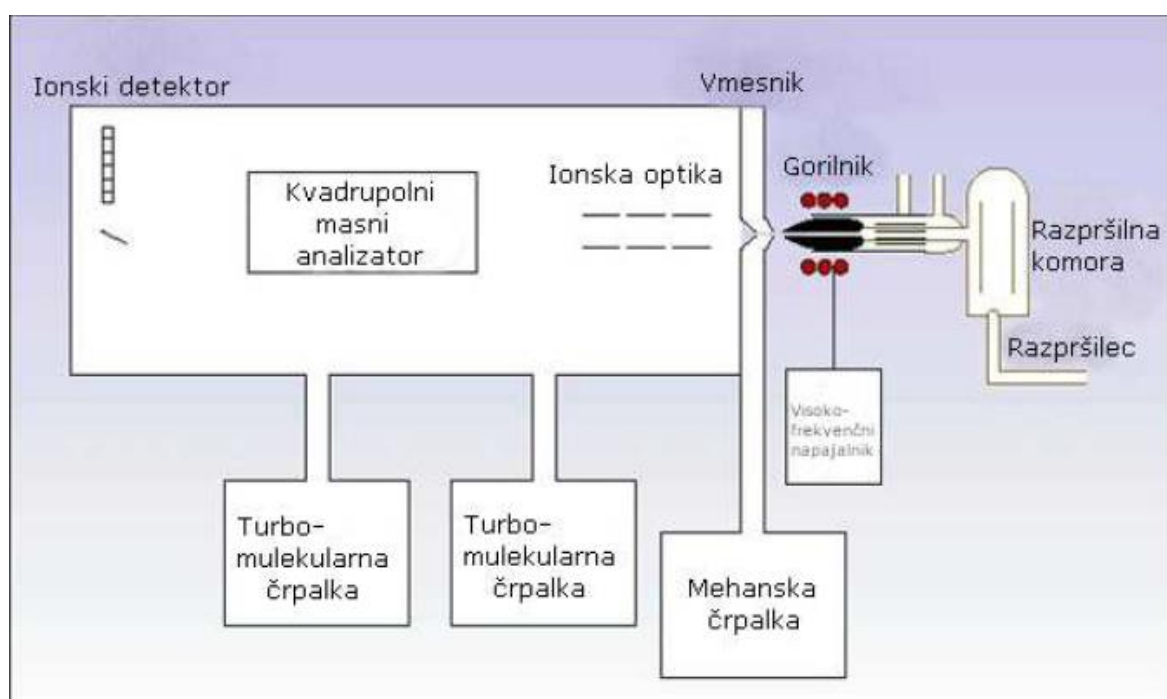 Ionski detektor
Vmesnik
Kvadrupolni
masni
analizator
Ionska optika
Gorilnik
Razpršilna
komora
Razpršilec
Visoko-
frekvenčni
napajalnik
Turbo-
mulekularna
črpalka
Turbo-
mulekularna
črpalka
Mehanska
črpalka